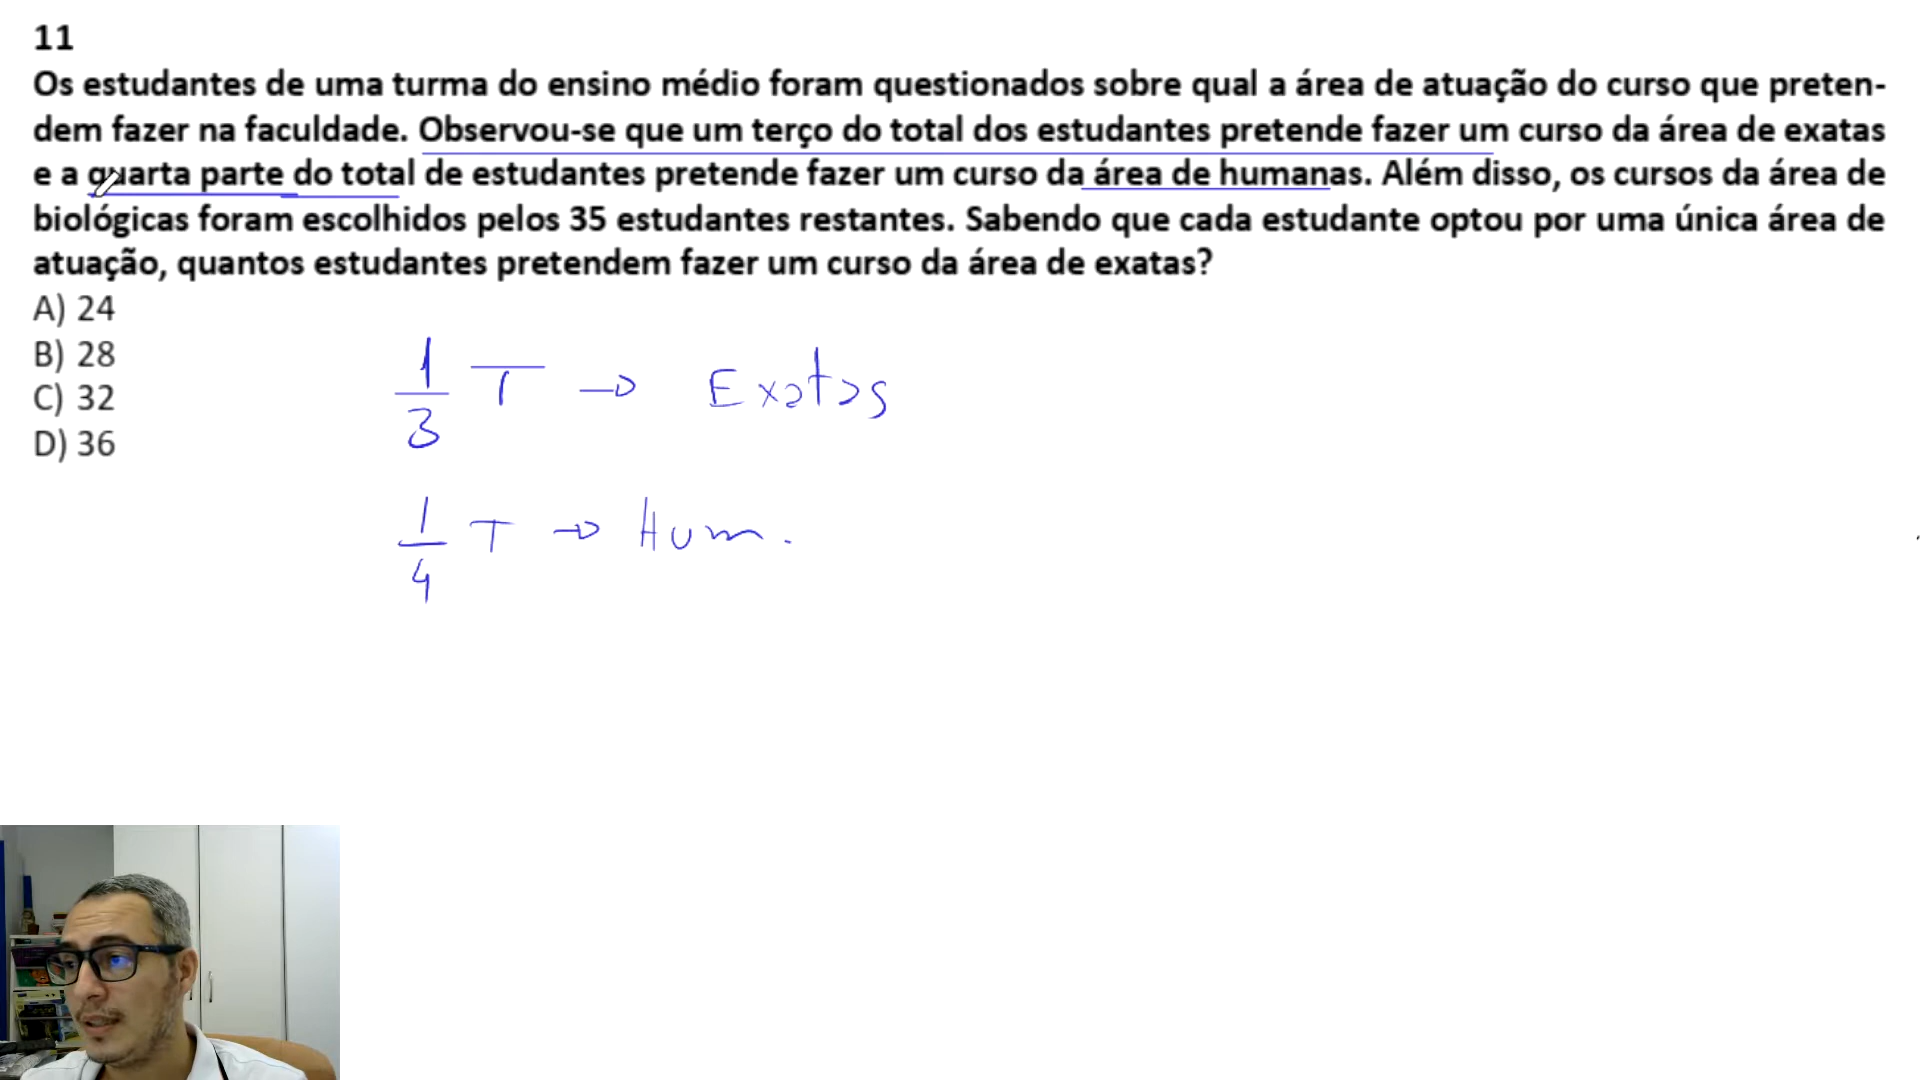 11
Os estudantes de uma turma do ensino médio foram questionados sobre qual a área de atuação do curso que preten-
dem fazer na faculdade. Observou-se que um terço do total dos estudantes pretende fazer um curso da área de exatas
e a quarta parte do total de estudantes pretende fazer um curso da área de humanas. Além disso, os cursos da área de
biológicas foram escolhidos pelos 35 estudantes restantes. Sabendo que cada estudante optou por uma única área de
atuação, quantos estudantes pretendem fazer um curso da área de exatas?
A) 24
B) 28
C) 32
D) 36
1/3 T → Exatas
1/4 T → Hum.